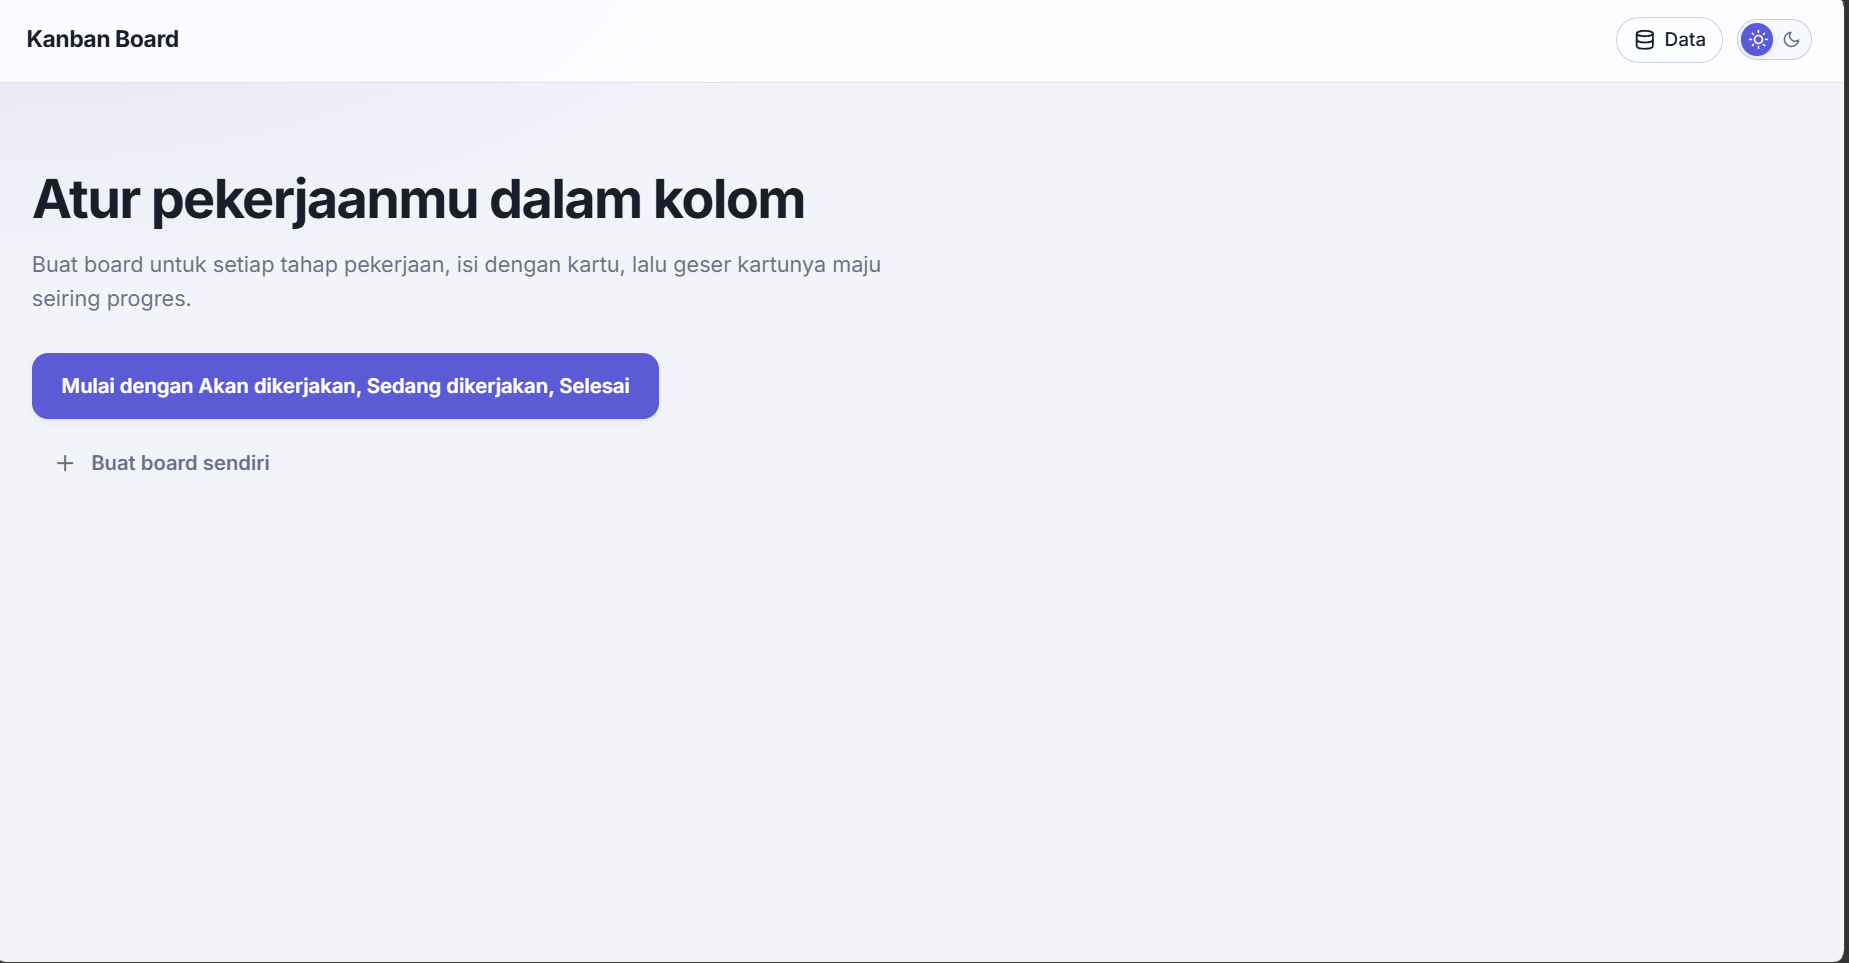 Kanban Board
Data
Atur pekerjaanmu dalam kolom
Buat board untuk setiap tahap pekerjaan, isi dengan kartu, lalu geser kartunya maju
seiring progres.
Mulai dengan Akan dikerjakan, Sedang dikerjakan, Selesai
Buat board sendiri